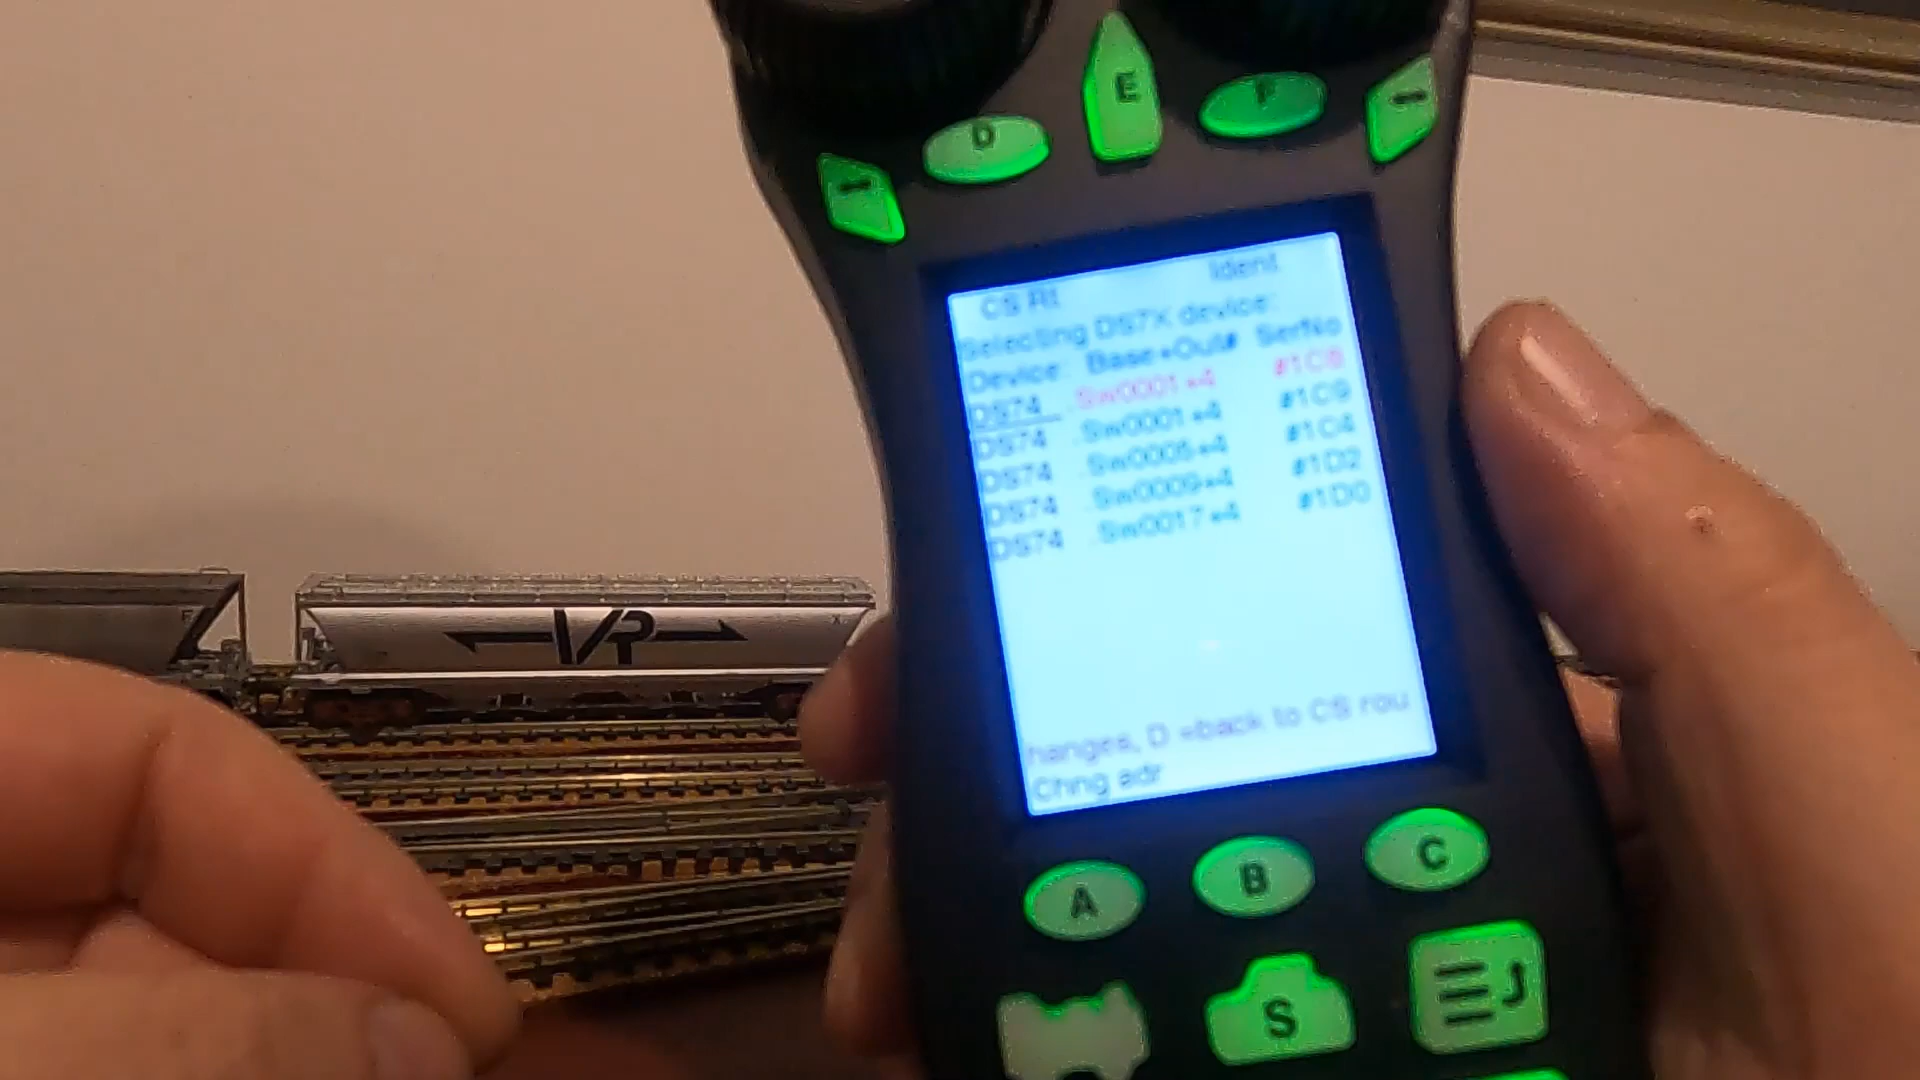 D
E
F
CS Rt Ident
Selecting DS7X device:
Device: Base+Out# SerNo
DS74 .Sw0001+4 #1C8
DS74 .Sw0001+4 #1C9
DS74 .Sw0005+4 #1C4
DS74 .Sw0009+4 #1D2
DS74 .Sw0017+4 #1D0
hanges, D =back to CS rou
Chng adr
VR
X
A
B
C
S